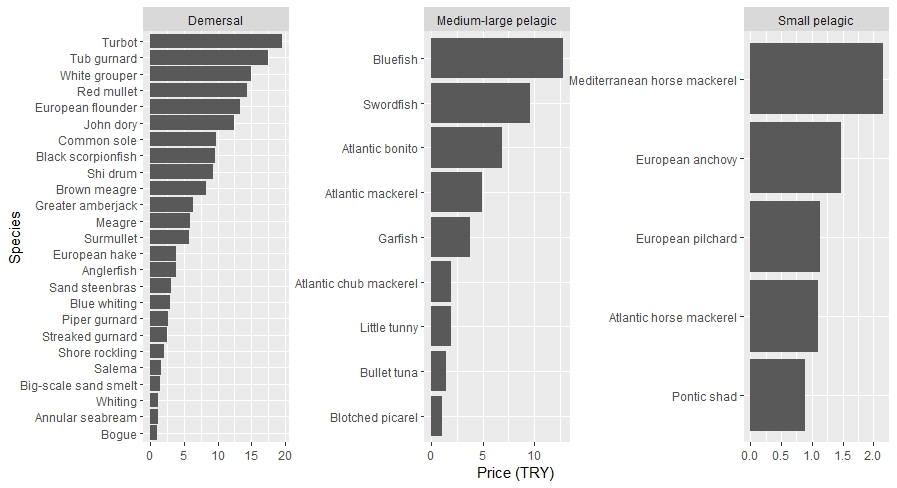 Demersal
Medium-large pelagic
Small pelagic
Species
Turbot
Tub gurnard
White grouper
Red mullet
European flounder
John dory
Common sole
Black scorpionfish
Shi drum
Brown meagre
Greater amberjack
Meagre
Surmullet
European hake
Anglerfish
Sand steenbras
Blue whiting
Piper gurnard
Streaked gurnard
Shore rockling
Salema
Big-scale sand smelt
Whiting
Annular seabream
Bogue
0 5 10 15 20
Bluefish
Swordfish
Atlantic bonito
Atlantic mackerel
Garfish
Atlantic chub mackerel
Little tunny
Bullet tuna
Blotched picarel
0 5 10
Mediterranean horse mackerel
European anchovy
European pilchard
Atlantic horse mackerel
Pontic shad
0.0 0.5 1.0 1.5 2.0
Price (TRY)